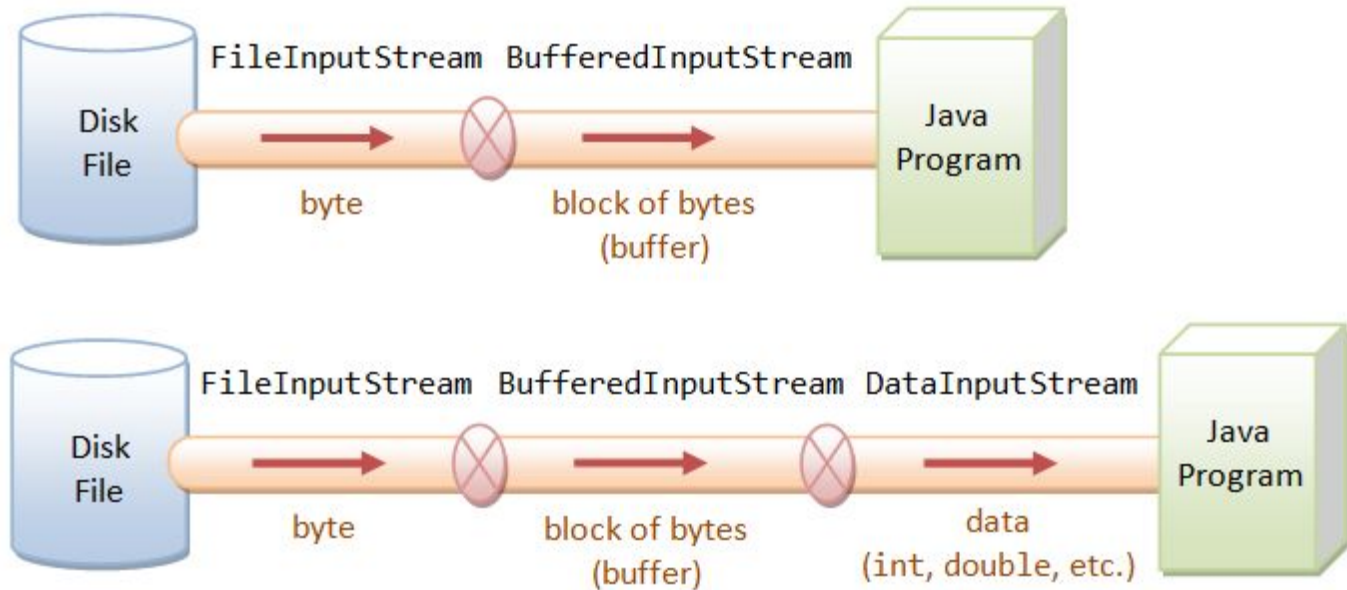 FileInputStream BufferedInputStream
Disk
File
Java
Program
byte
block of bytes
(buffer)
FileInputStream BufferedInputStream DataInputStream
Disk
File
Java
Program
byte
block of bytes
(buffer)
data
(int, double, etc.)